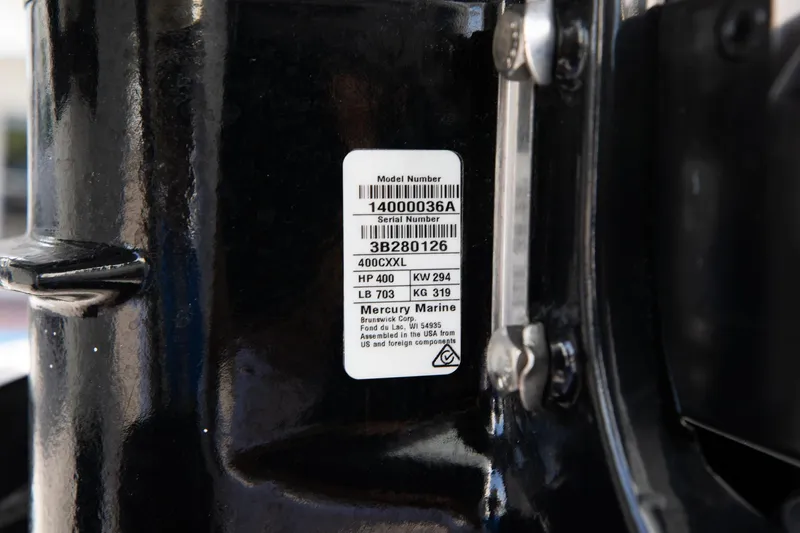 Model Number
14000036A
Serial Number
3B280126
400CXXL
HP 400 KW 294
LB 703 KG 319
Mercury Marine
Brunswick Corp.
Fond du Lac, WI 54935
Assembled in the USA from
US and foreign components